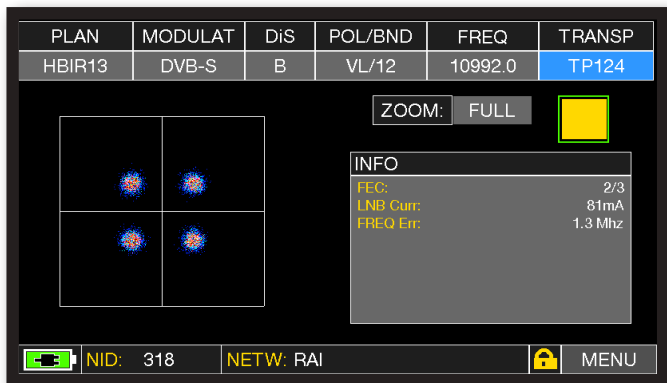 PLAN MODULAT DiS POL/BND FREQ TRANSP
HBIR13 DVB-S B VL/12 10992.0 TP124
ZOOM: FULL
INFO
FEC: 2/3
LNB Curr: 81mA
FREQ Err: 1.3 Mhz
NID: 318 NETW: RAI MENU